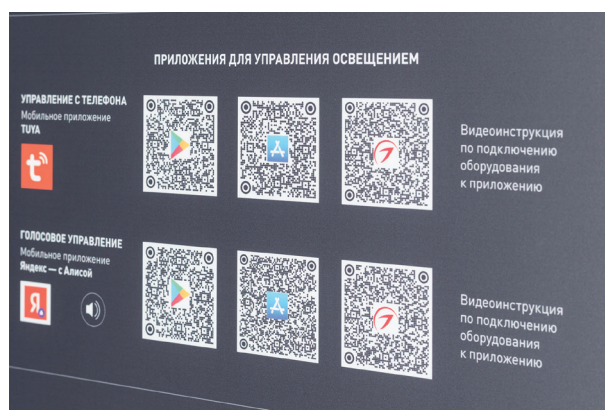 ПРИЛОЖЕНИЯ ДЛЯ УПРАВЛЕНИЯ ОСВЕЩЕНИЕМ
УПРАВЛЕНИЕ С ТЕЛЕФОНА
Мобильное приложение
TUYA
Видеоинструкция
по подключению
оборудования
к приложению
ГОЛОСОВОЕ УПРАВЛЕНИЕ
Мобильное приложение
Яндекс — с Алисой
Я
Видеоинструкция
по подключению
оборудования
к приложению